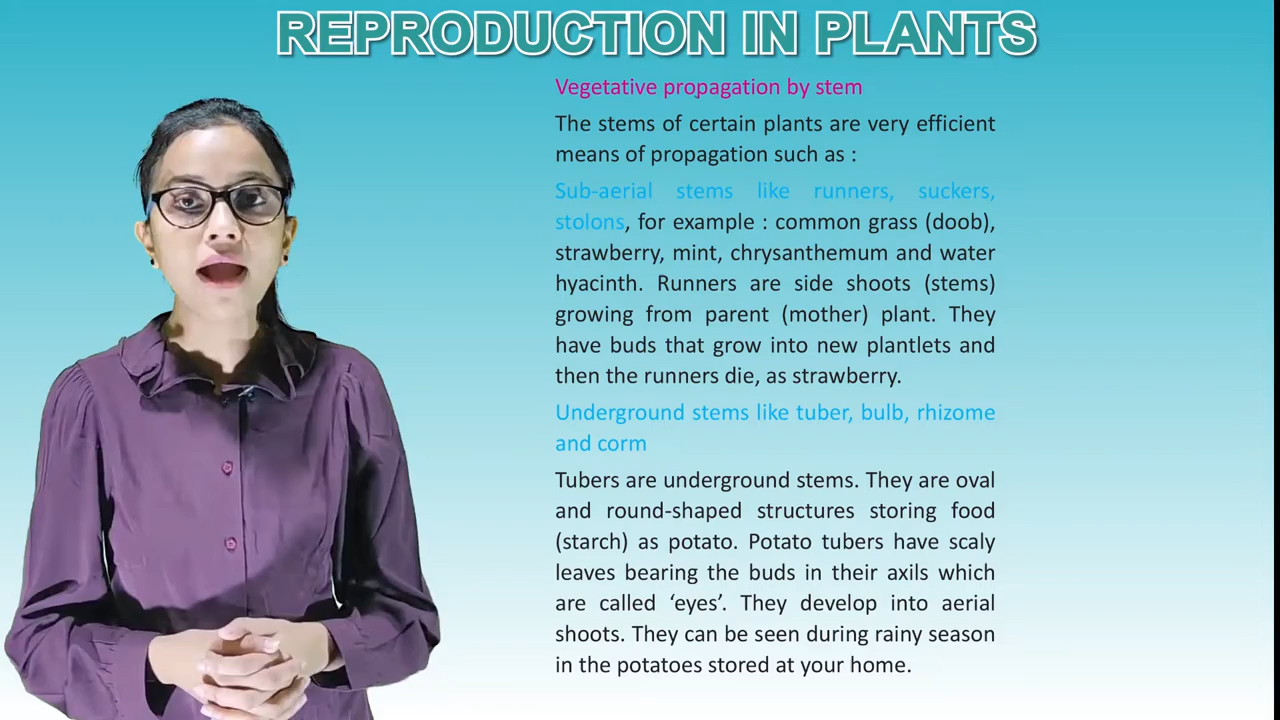 REPRODUCTION IN PLANTS
Vegetative propagation by stem
The stems of certain plants are very efficient
means of propagation such as :
Sub-aerial stems like runners, suckers,
stolons, for example : common grass (doob),
strawberry, mint, chrysanthemum and water
hyacinth. Runners are side shoots (stems)
growing from parent (mother) plant. They
have buds that grow into new plantlets and
then the runners die, as strawberry.
Underground stems like tuber, bulb, rhizome
and corm
Tubers are underground stems. They are oval
and round-shaped structures storing food
(starch) as potato. Potato tubers have scaly
leaves bearing the buds in their axils which
are called ‘eyes’. They develop into aerial
shoots. They can be seen during rainy season
in the potatoes stored at your home.